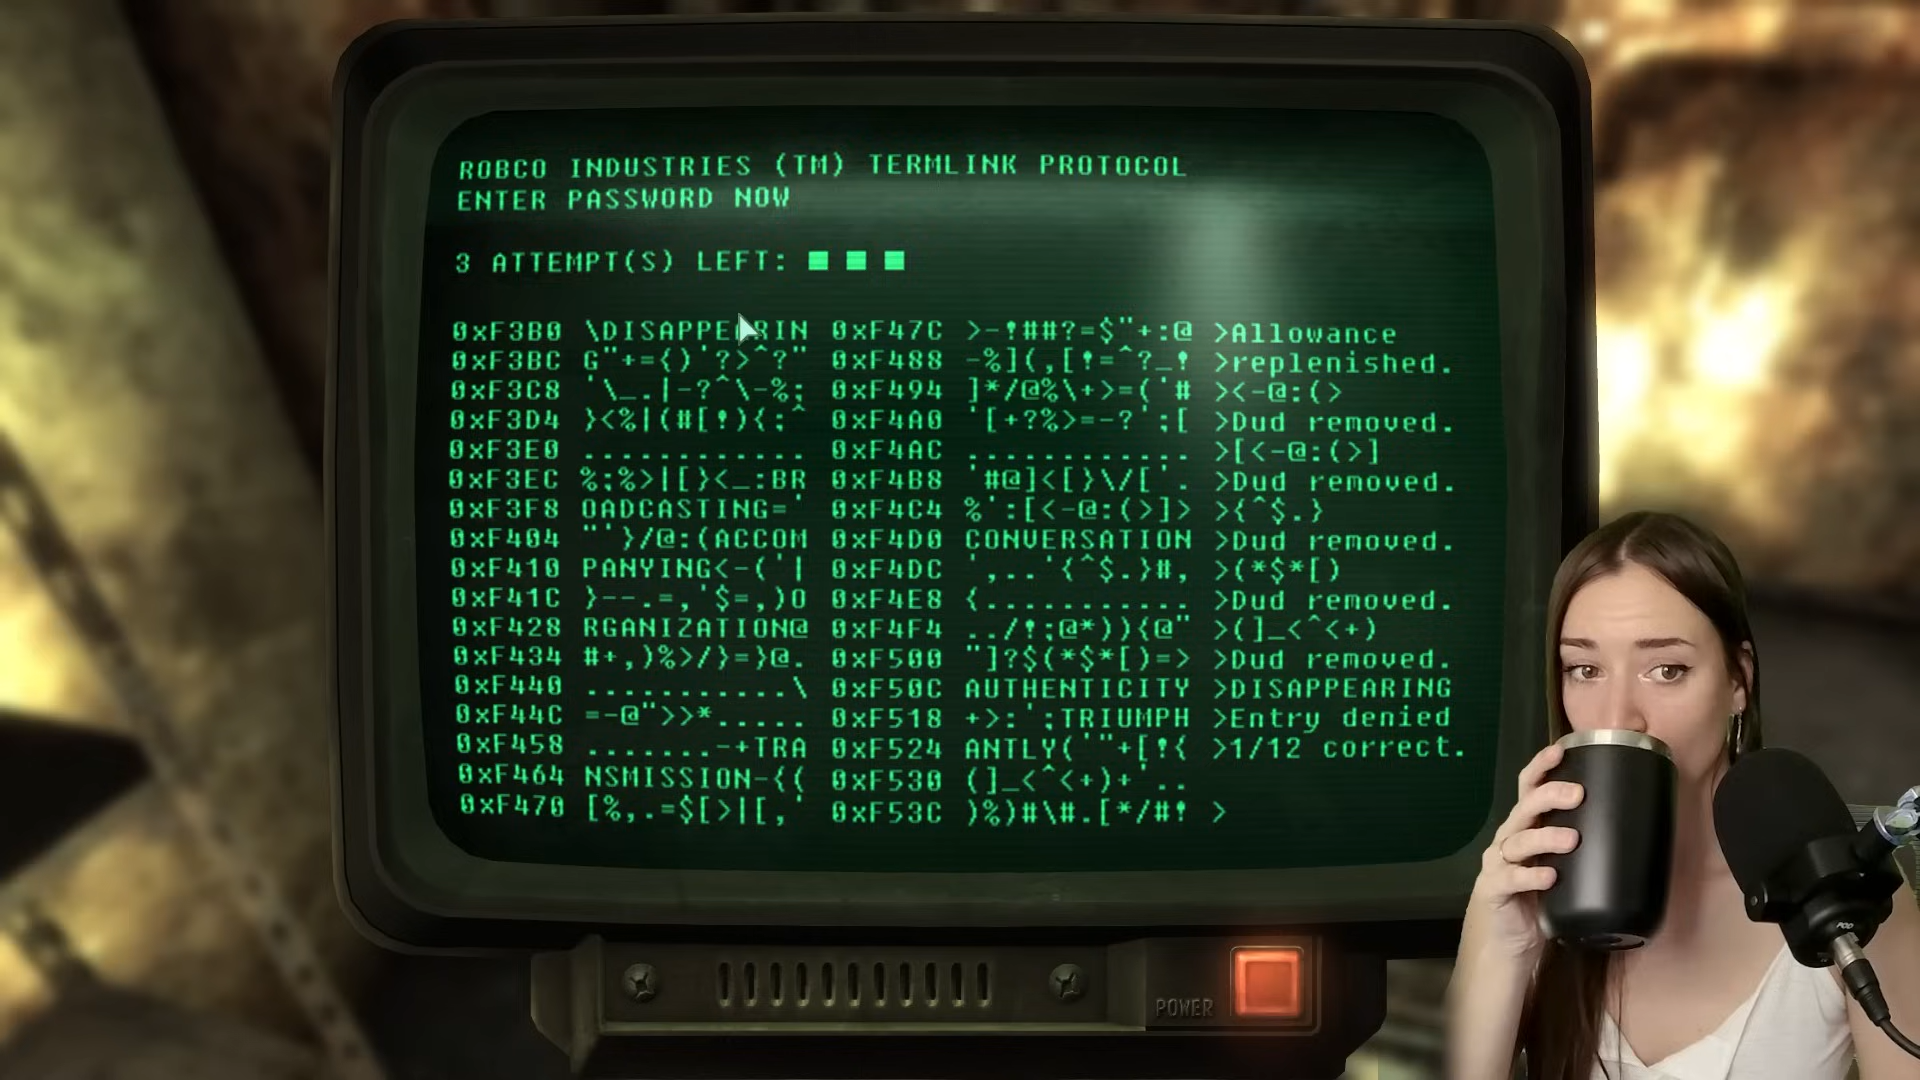 ROBCO INDUSTRIES (TM) TERMLINK PROTOCOL
ENTER PASSWORD NOW
3 ATTEMPT(S) LEFT: ■ ■ ■
0xF3B0 \DISAPPEARIN 0xF47C >-!##?=$"+:@ >Allowance
0xF3BC G"+={}'?>^?" 0xF488 -%](,[!=^?_! >replenished.
0xF3C8 '\_.|-?^\-%; 0xF494 ]*/@%\+>=('# ><-@:(>
0xF3D4 }<%|(#[!){:^ 0xF4A0 '[+?%>=-?';[ >Dud removed.
0xF3E0 ............ 0xF4AC ............ >[<-@:(>]
0xF3EC %;%>|[}<_:BR 0xF4B8 '#@]<[}\/['. >Dud removed.
0xF3F8 OADCASTING=' 0xF4C4 %':[<-@:(>]> >{^$.}
0xF404 "'}/@:(ACCOM 0xF4D0 CONVERSATION >Dud removed.
0xF410 PANYING<-('| 0xF4DC ',..'{^$.}#, >(*$*[)
0xF41C }--.=,'$=,)O 0xF4E8 {........... >Dud removed.
0xF428 RGANIZATION@ 0xF4F4 ../!;@*)){@" >(]_<^<+)
0xF434 #+,)%>/}=}@. 0xF500 "]?$(*$*[)=> >Dud removed.
0xF440 ...........\ 0xF50C AUTHENTICITY >DISAPPEARING
0xF44C =-@">>*..... 0xF518 +>:';TRIUMPH >Entry denied
0xF458 .......-+TRA 0xF524 ANTLY('"+[!{ >1/12 correct.
0xF464 NSMISSION-{( 0xF530 (]_<^<+)+'..
0xF470 [%,.=$[>|[,' 0xF53C )%)#\#.[*/#! >
POWER